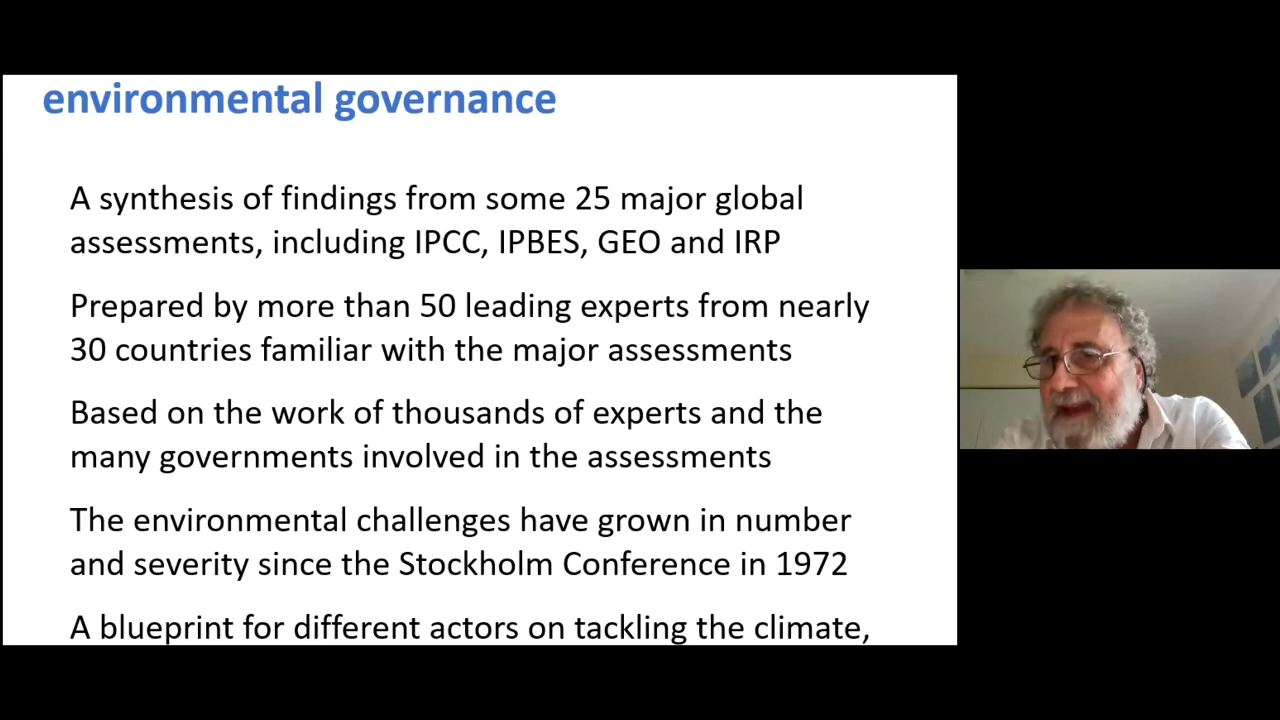 environmental governance
A synthesis of findings from some 25 major global
assessments, including IPCC, IPBES, GEO and IRP
Prepared by more than 50 leading experts from nearly
30 countries familiar with the major assessments
Based on the work of thousands of experts and the
many governments involved in the assessments
The environmental challenges have grown in number
and severity since the Stockholm Conference in 1972
A blueprint for different actors on tackling the climate,